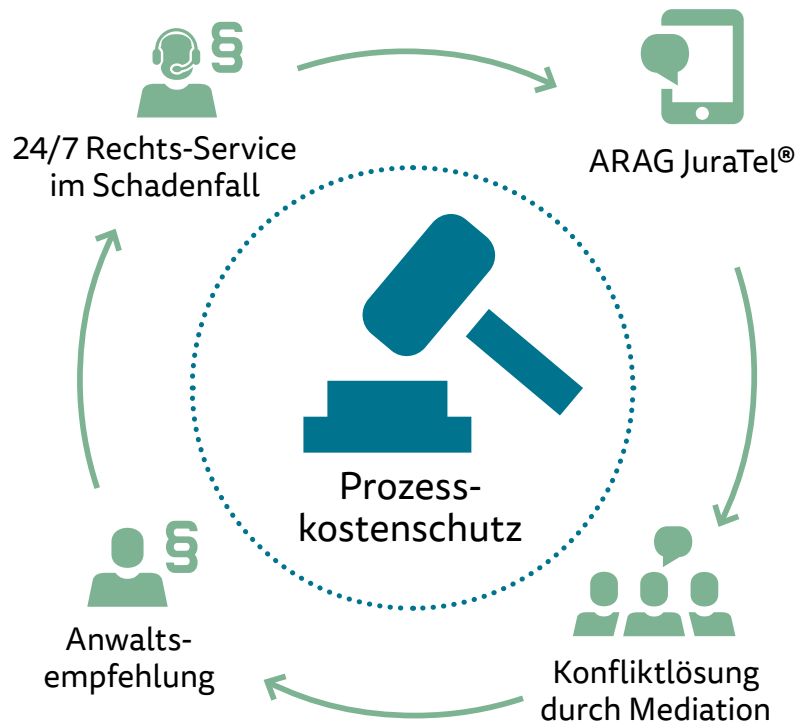 §
24/7 Rechts-Service
im Schadenfall
ARAG JuraTel®
Prozess-
kostenschutz
§
Anwalts-
empfehlung
Konfliktlösung
durch Mediation